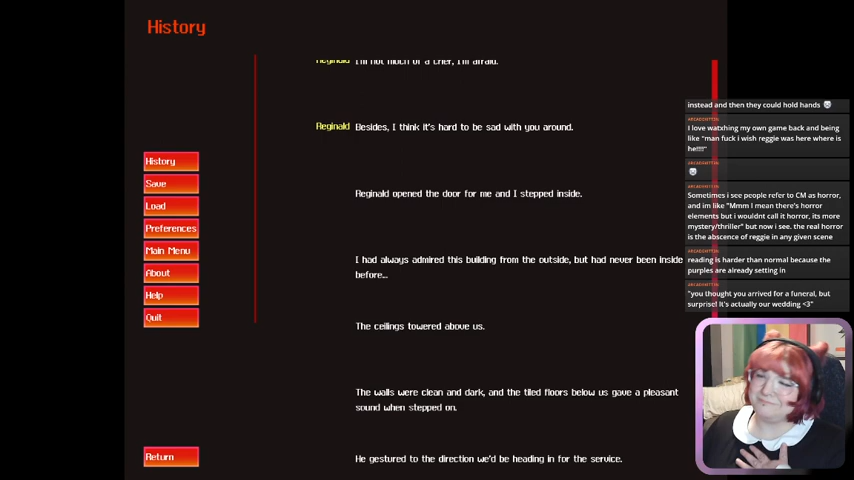 History
Reginald I'm not much of a crier, I'm afraid.
Reginald Besides, I think it's hard to be sad with you around.
Reginald opened the door for me and I stepped inside.
I had always admired this building from the outside, but had never been inside
before...
The ceilings towered above us.
The walls were clean and dark, and the tiled floors below us gave a pleasant
sound when stepped on.
He gestured to the direction we'd be heading in for the service.
History
Save
Load
Preferences
Main Menu
About
Help
Quit
Return
instead and then they could hold hands
I love watxhing my own game back and being
like "man fuck i wish reggie was here where is
he!!!!"
Sometimes i see people refer to CM as horror,
and im like "Mmm I mean there's horror
elements but i wouldnt call it horror, its more
mystery/thriller" but now i see. the real horror
is the abscence of reggie in any given scene
reading is harder than normal because the
purples are already setting in
"you thought you arrived for a funeral, but
surprise! It's actually our wedding <3"